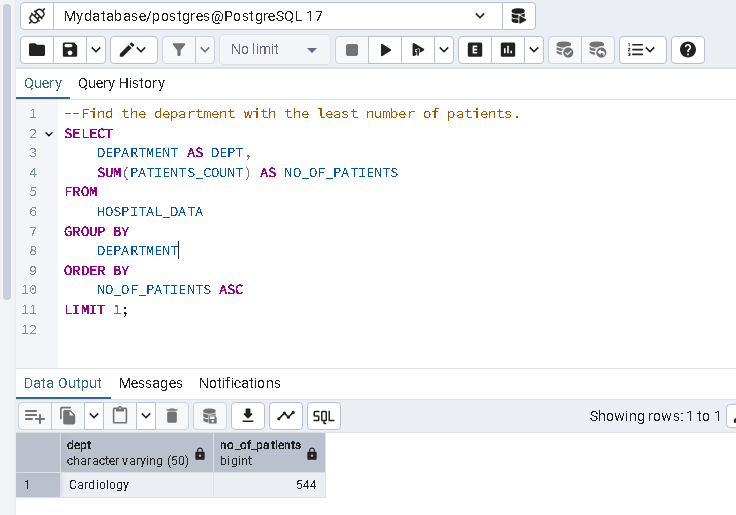 Mydatabase/postgres@PostgreSQL 17
No limit
E
Query Query History
1 --Find the department with the least number of patients.
2 SELECT
3 DEPARTMENT AS DEPT,
4 SUM(PATIENTS_COUNT) AS NO_OF_PATIENTS
5 FROM
6 HOSPITAL_DATA
7 GROUP BY
8 DEPARTMENT
9 ORDER BY
10 NO_OF_PATIENTS ASC
11 LIMIT 1;
12
Data Output Messages Notifications
SQL Showing rows: 1 to 1
dept no_of_patients
character varying (50) bigint
1 Cardiology 544